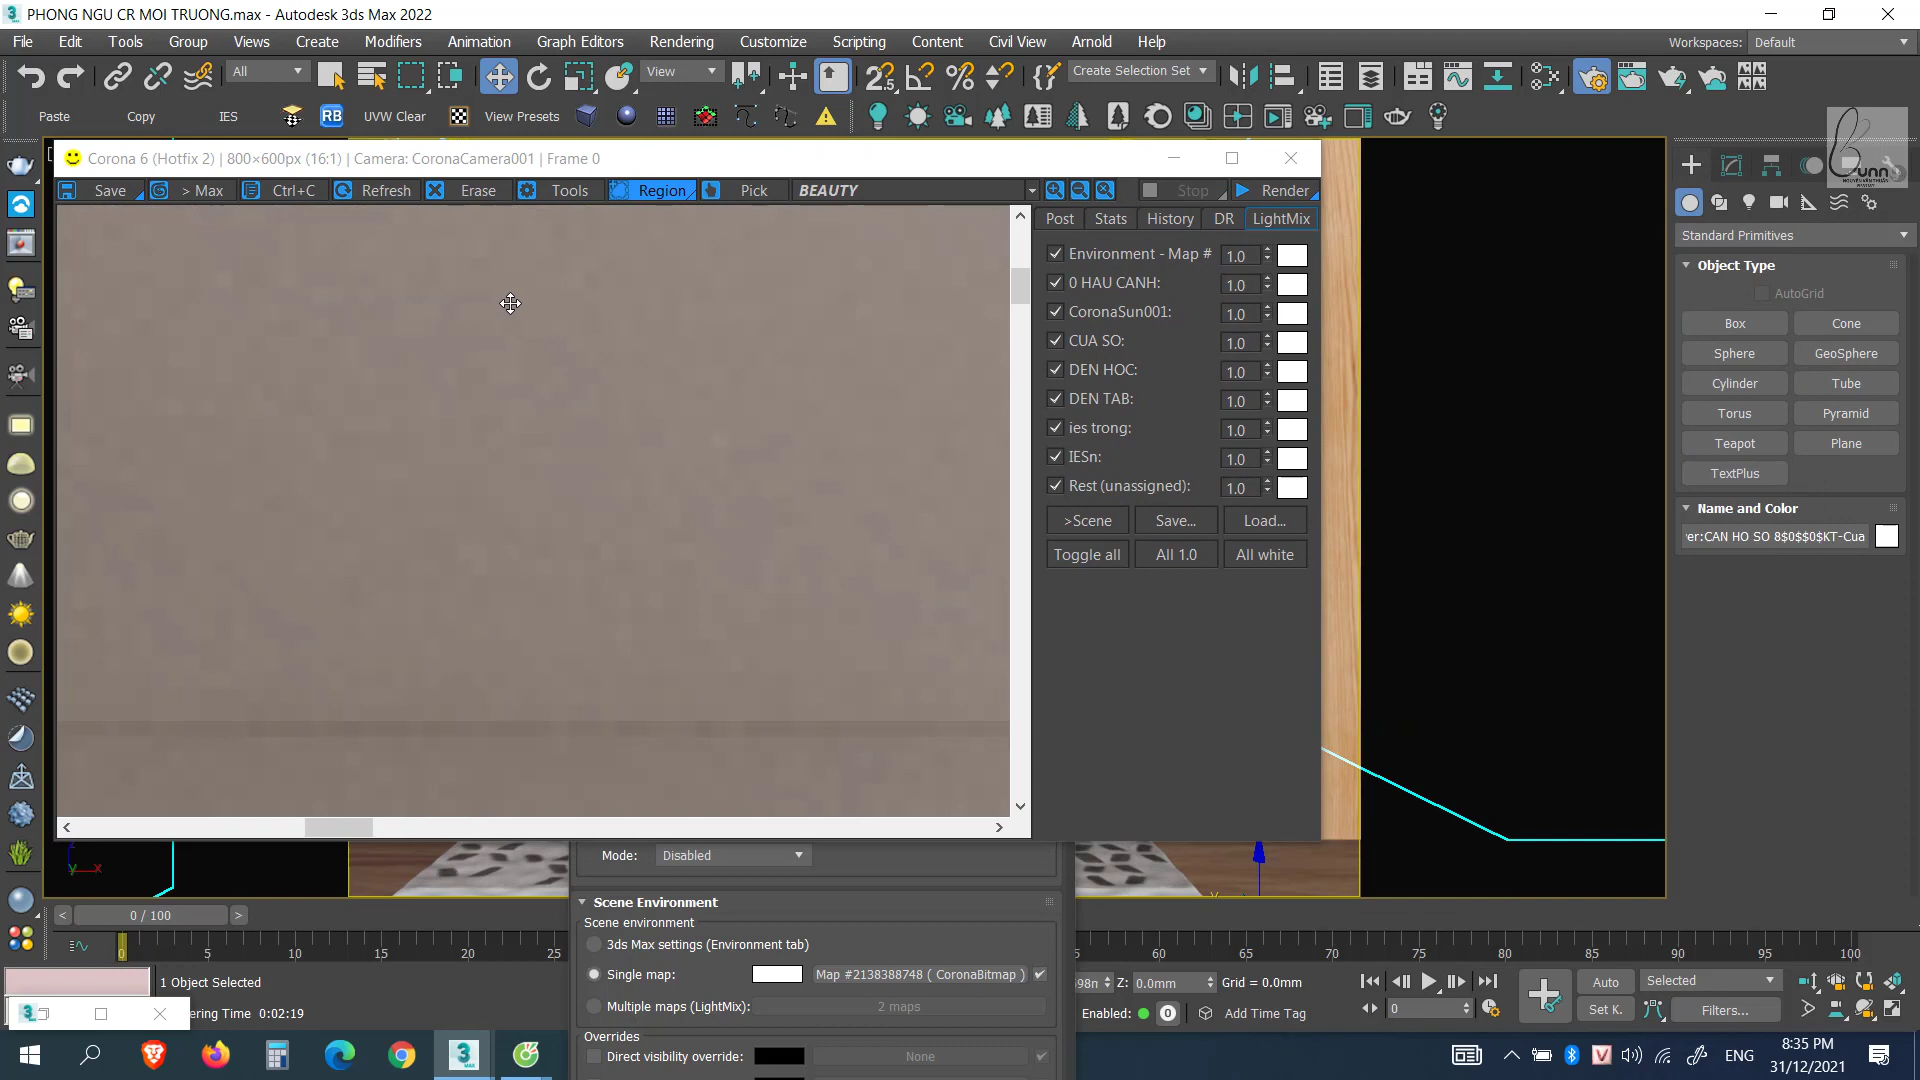 PHONG NGU CR MOI TRUONG.max - Autodesk 3ds Max 2022
File Edit Tools Group Views Create Modifiers Animation Graph Editors Rendering Customize Scripting Content Civil View Arnold Help
Workspaces: Default
All
View
Create Selection Set
Paste Copy IES RB UVW Clear View Presets
Corona 6 (Hotfix 2) | 800×600px (16:1) | Camera: CoronaCamera001 | Frame 0
Save > Max Ctrl+C Refresh Erase Tools Region Pick BEAUTY Stop Render
Post Stats History DR LightMix
Environment - Map # 1.0
0 HAU CANH: 1.0
CoronaSun001: 1.0
CUA SO: 1.0
DEN HOC: 1.0
DEN TAB: 1.0
ies trong: 1.0
IESn: 1.0
Rest (unassigned): 1.0
>Scene Save... Load...
Toggle all All 1.0 All white
Standard Primitives
Object Type
AutoGrid
Box Cone
Sphere GeoSphere
Cylinder Tube
Torus Pyramid
Teapot Plane
TextPlus
Name and Color
er:CAN HO SO 8$0$$0$KT-Cua
Mode: Disabled
Scene Environment
Scene environment
3ds Max settings (Environment tab)
Single map: Map #2138388748 ( CoronaBitmap )
Multiple maps (LightMix): 2 maps
Overrides
Direct visibility override: None
z
y x
0 / 100
0 5 10 15 20 25 60 65 70 75 80 85 90 95 100
1 Object Selected
ering Time 0:02:19
98m Z: 0.0mm Grid = 0.0mm
Enabled: 0 Add Time Tag
Auto Selected
0 Set K. Filters...
ENG
8:35 PM
31/12/2021